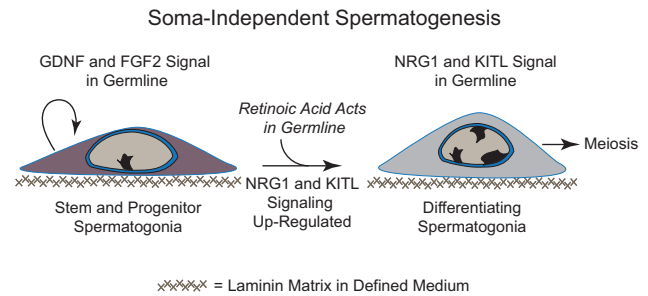 Soma-Independent Spermatogenesis
GDNF and FGF2 Signal
in Germline
NRG1 and KITL Signal
in Germline
Retinoic Acid Acts
in Germline
Meiosis
NRG1 and KITL
Signaling
Up-Regulated
Stem and Progenitor
Spermatogonia
Differentiating
Spermatogonia
= Laminin Matrix in Defined Medium